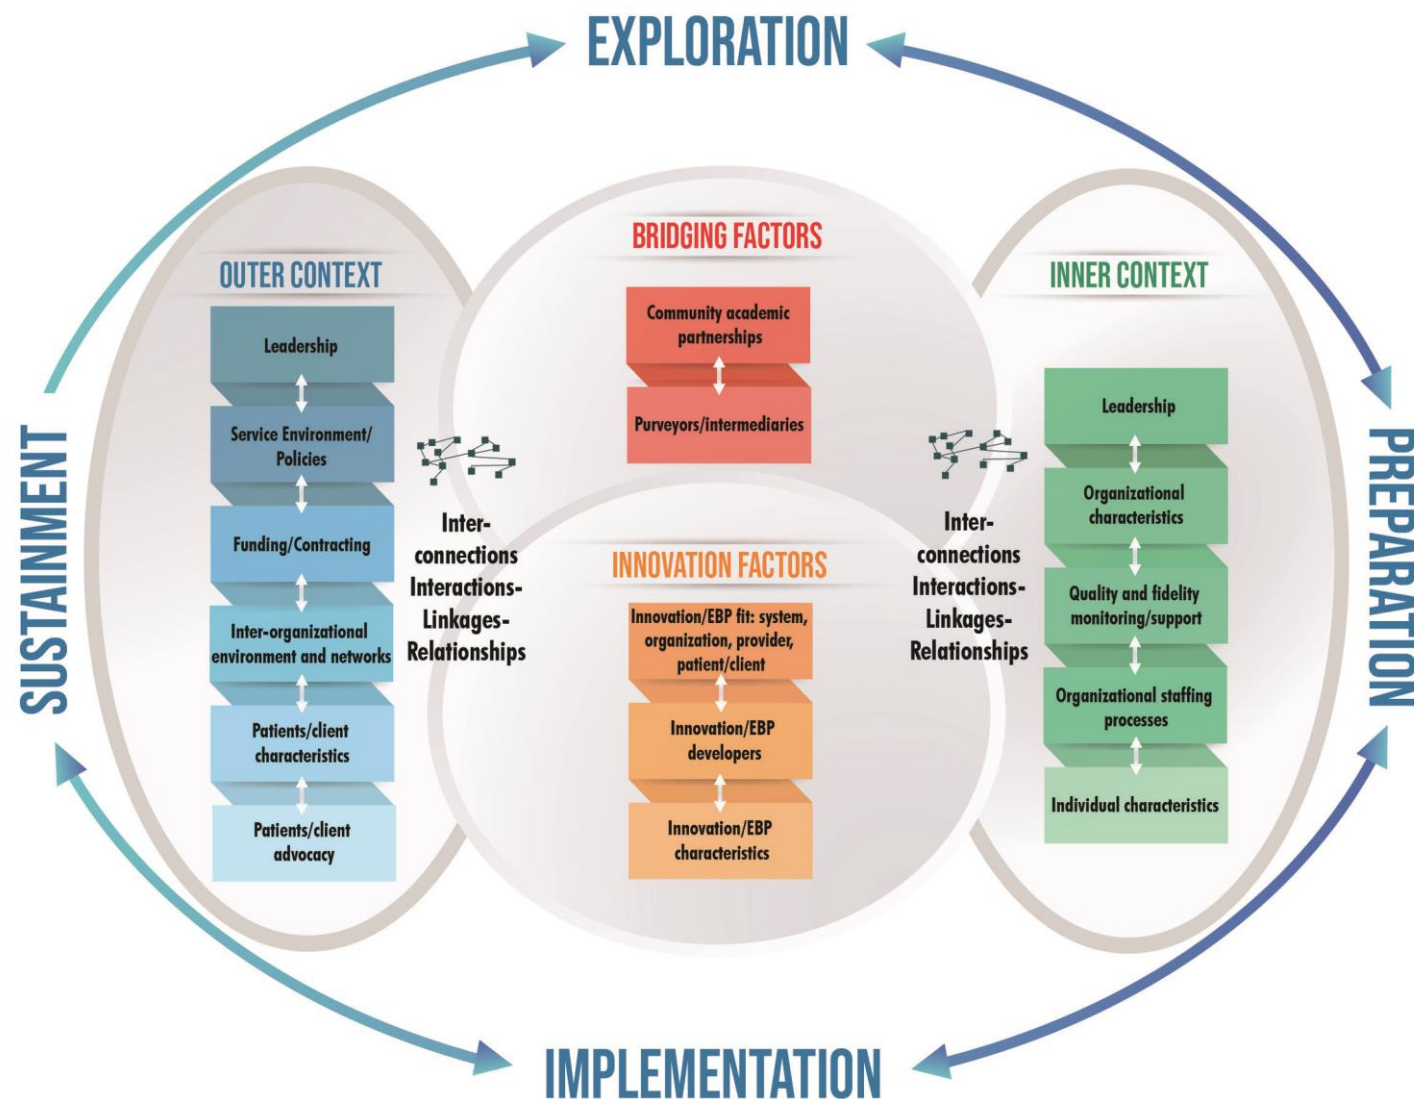 EXPLORATION
SUSTAINMENT
PREPARATION
IMPLEMENTATION
OUTER CONTEXT
Leadership
Service Environment/
Policies
Funding/Contracting
Inter-organizational
environment and networks
Patients/client
characteristics
Patients/client
advocacy
Inter-
connections
Interactions-
Linkages-
Relationships
BRIDGING FACTORS
Community academic
partnerships
Purveyors/intermediaries
INNOVATION FACTORS
Innovation/EBP fit: system,
organization, provider,
patient/client
Innovation/EBP
developers
Innovation/EBP
characteristics
Inter-
connections
Interactions-
Linkages-
Relationships
INNER CONTEXT
Leadership
Organizational
characteristics
Quality and fidelity
monitoring/support
Organizational staffing
processes
Individual characteristics